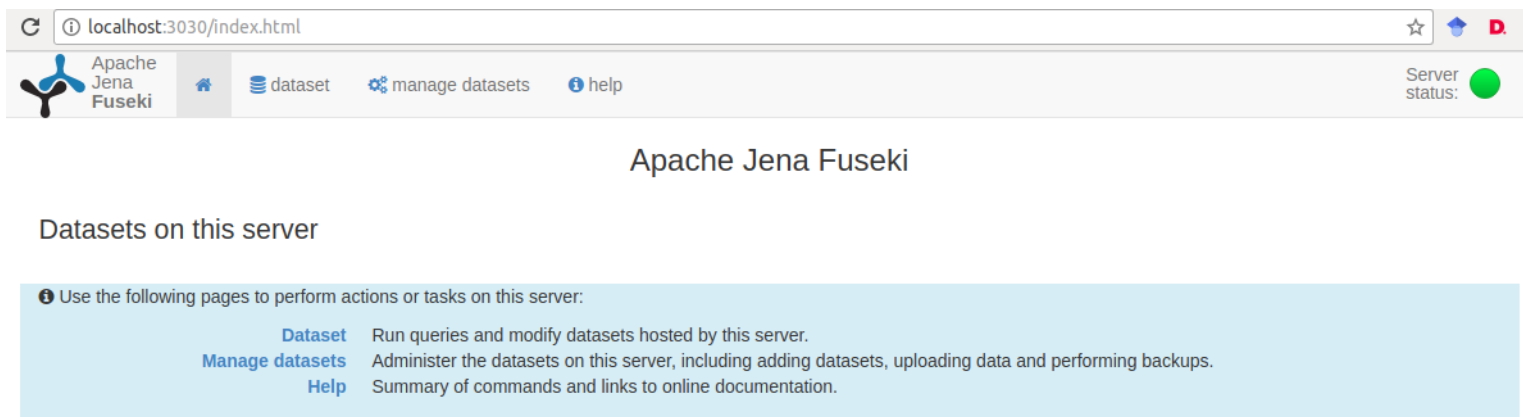 localhost:3030/index.html
D.
Apache
Jena
Fuseki
dataset
manage datasets
help
Server
status:
Apache Jena Fuseki
Datasets on this server
Use the following pages to perform actions or tasks on this server:
Dataset Run queries and modify datasets hosted by this server.
Manage datasets Administer the datasets on this server, including adding datasets, uploading data and performing backups.
Help Summary of commands and links to online documentation.